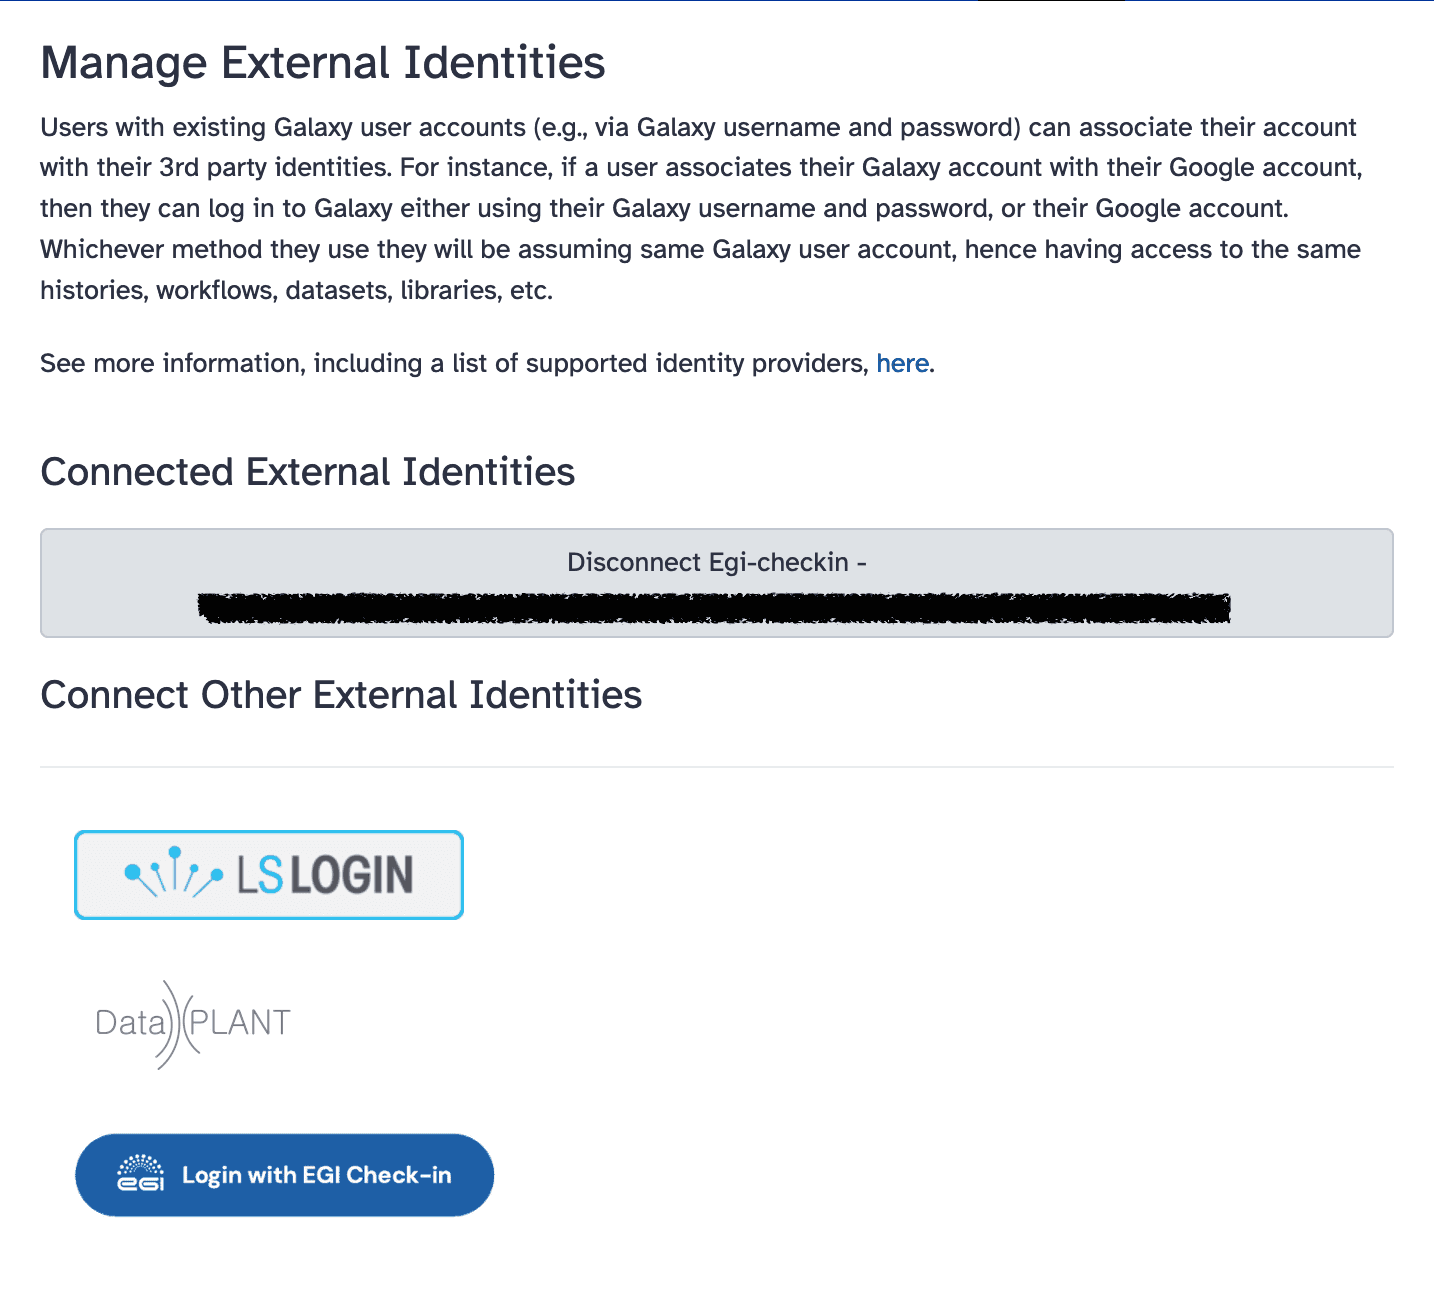 Manage External Identities
Users with existing Galaxy user accounts (e.g., via Galaxy username and password) can associate their account
with their 3rd party identities. For instance, if a user associates their Galaxy account with their Google account,
then they can log in to Galaxy either using their Galaxy username and password, or their Google account.
Whichever method they use they will be assuming same Galaxy user account, hence having access to the same
histories, workflows, datasets, libraries, etc.
See more information, including a list of supported identity providers, here.
Connected External Identities
Disconnect Egi-checkin -
Connect Other External Identities
LS LOGIN
Data PLANT
eGI Login with EGI Check-in